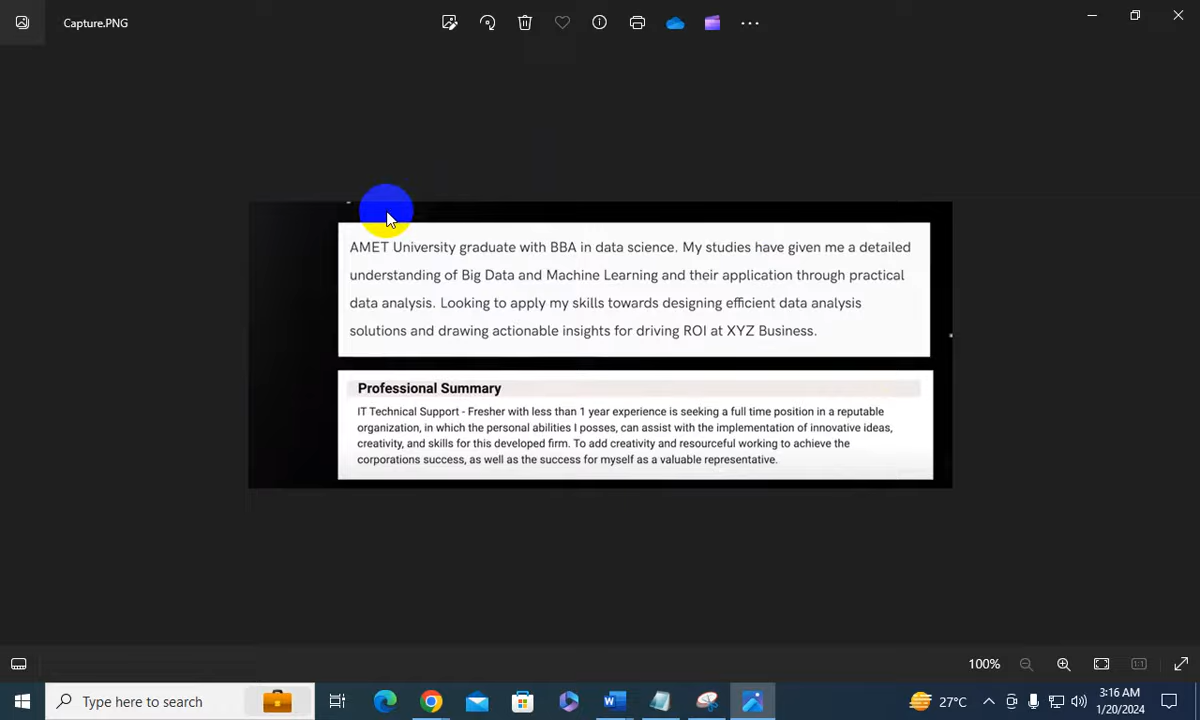 Capture.PNG
AMET University graduate with BBA in data science. My studies have given me a detailed
understanding of Big Data and Machine Learning and their application through practical
data analysis. Looking to apply my skills towards designing efficient data analysis
solutions and drawing actionable insights for driving ROI at XYZ Business.
Professional Summary
IT Technical Support - Fresher with less than 1 year experience is seeking a full time position in a reputable
organization, in which the personal abilities I posses, can assist with the implementation of innovative ideas,
creativity, and skills for this developed firm. To add creativity and resourceful working to achieve the
corporations success, as well as the success for myself as a valuable representative.
100%
1:1
Type here to search
27°C
3:16 AM
1/20/2024